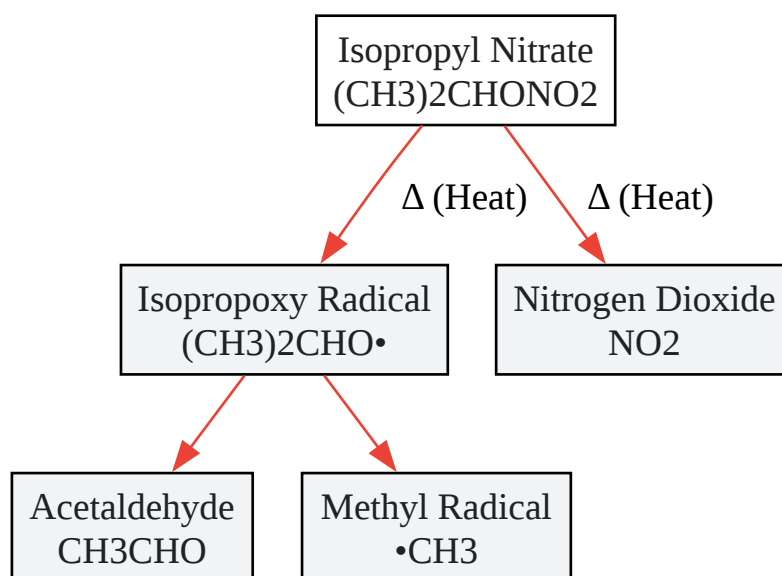 Isopropyl Nitrate
(CH3)2CHONO2
Δ (Heat)
Δ (Heat)
Isopropoxy Radical
(CH3)2CHO•
Nitrogen Dioxide
NO2
Acetaldehyde
CH3CHO
Methyl Radical
•CH3